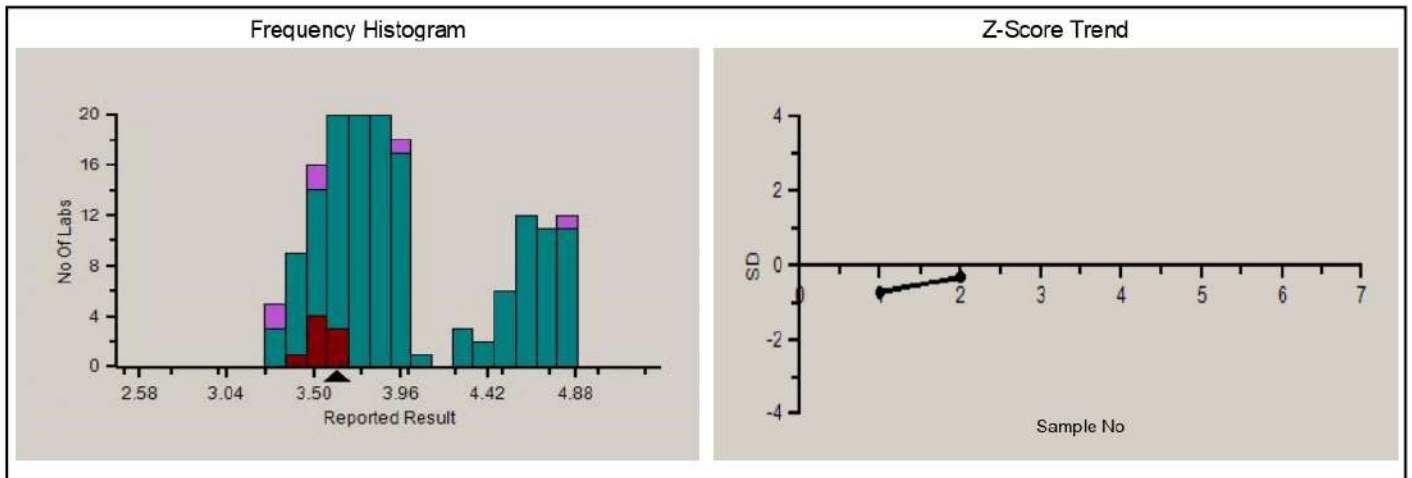 Frequency Histogram
20
16
12
8
4
0
No Of Labs
2.58 3.04 3.50 3.96 4.42 4.88
Reported Result
Z-Score Trend
4
2
0
-2
-4
SD
0 1 2 3 4 5 6 7
Sample No